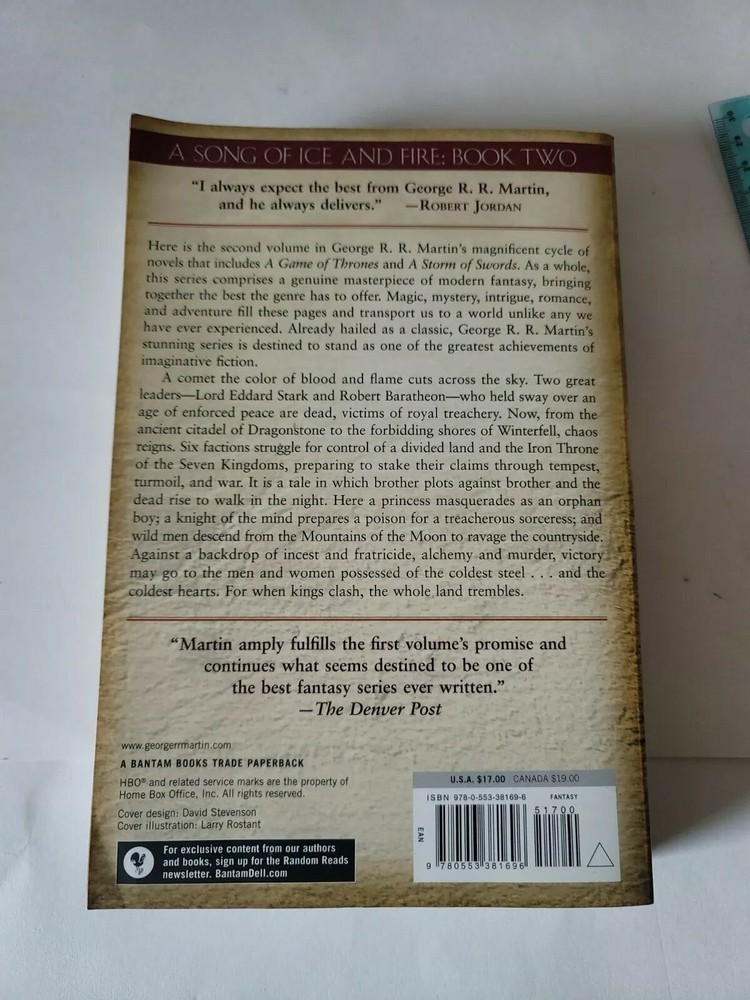 A SONG OF ICE AND FIRE: BOOK TWO
“I always expect the best from George R. R. Martin,
and he always delivers.” —ROBERT JORDAN
Here is the second volume in George R. R. Martin’s magnificent cycle of
novels that includes A Game of Thrones and A Storm of Swords. As a whole,
this series comprises a genuine masterpiece of modern fantasy, bringing
together the best the genre has to offer. Magic, mystery, intrigue, romance,
and adventure fill these pages and transport us to a world unlike any we
have ever experienced. Already hailed as a classic, George R. R. Martin’s
stunning series is destined to stand as one of the greatest achievements of
imaginative fiction.
A comet the color of blood and flame cuts across the sky. Two great
leaders—Lord Eddard Stark and Robert Baratheon—who held sway over an
age of enforced peace are dead, victims of royal treachery. Now, from the
ancient citadel of Dragonstone to the forbidding shores of Winterfell, chaos
reigns. Six factions struggle for control of a divided land and the Iron Throne
of the Seven Kingdoms, preparing to stake their claims through tempest,
turmoil, and war. It is a tale in which brother plots against brother and the
dead rise to walk in the night. Here a princess masquerades as an orphan
boy; a knight of the mind prepares a poison for a treacherous sorceress; and
wild men descend from the Mountains of the Moon to ravage the countryside.
Against a backdrop of incest and fratricide, alchemy and murder, victory
may go to the men and women possessed of the coldest steel . . . and the
coldest hearts. For when kings clash, the whole land trembles.
“Martin amply fulfills the first volume’s promise and
continues what seems destined to be one of
the best fantasy series ever written.”
—The Denver Post
www.georgerrmartin.com
A BANTAM BOOKS TRADE PAPERBACK
HBO® and related service marks are the property of
Home Box Office, Inc. All rights reserved.
Cover design: David Stevenson
Cover illustration: Larry Rostant
For exclusive content from our authors
and books, sign up for the Random Reads
newsletter. BantamDell.com
U.S.A. $17.00 CANADA $19.00
ISBN 978-0-553-38169-6 FANTASY
51700
EAN
9 780553 381696